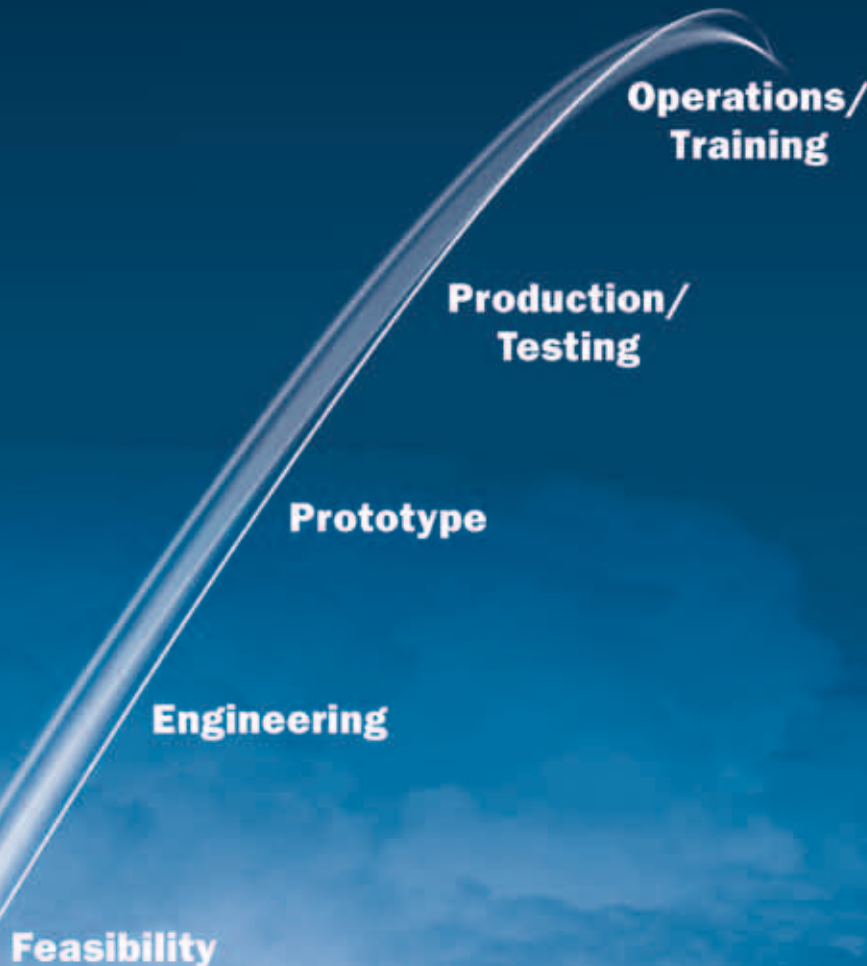 Operations/
Training
Production/
Testing
Prototype
Engineering
Feasibility